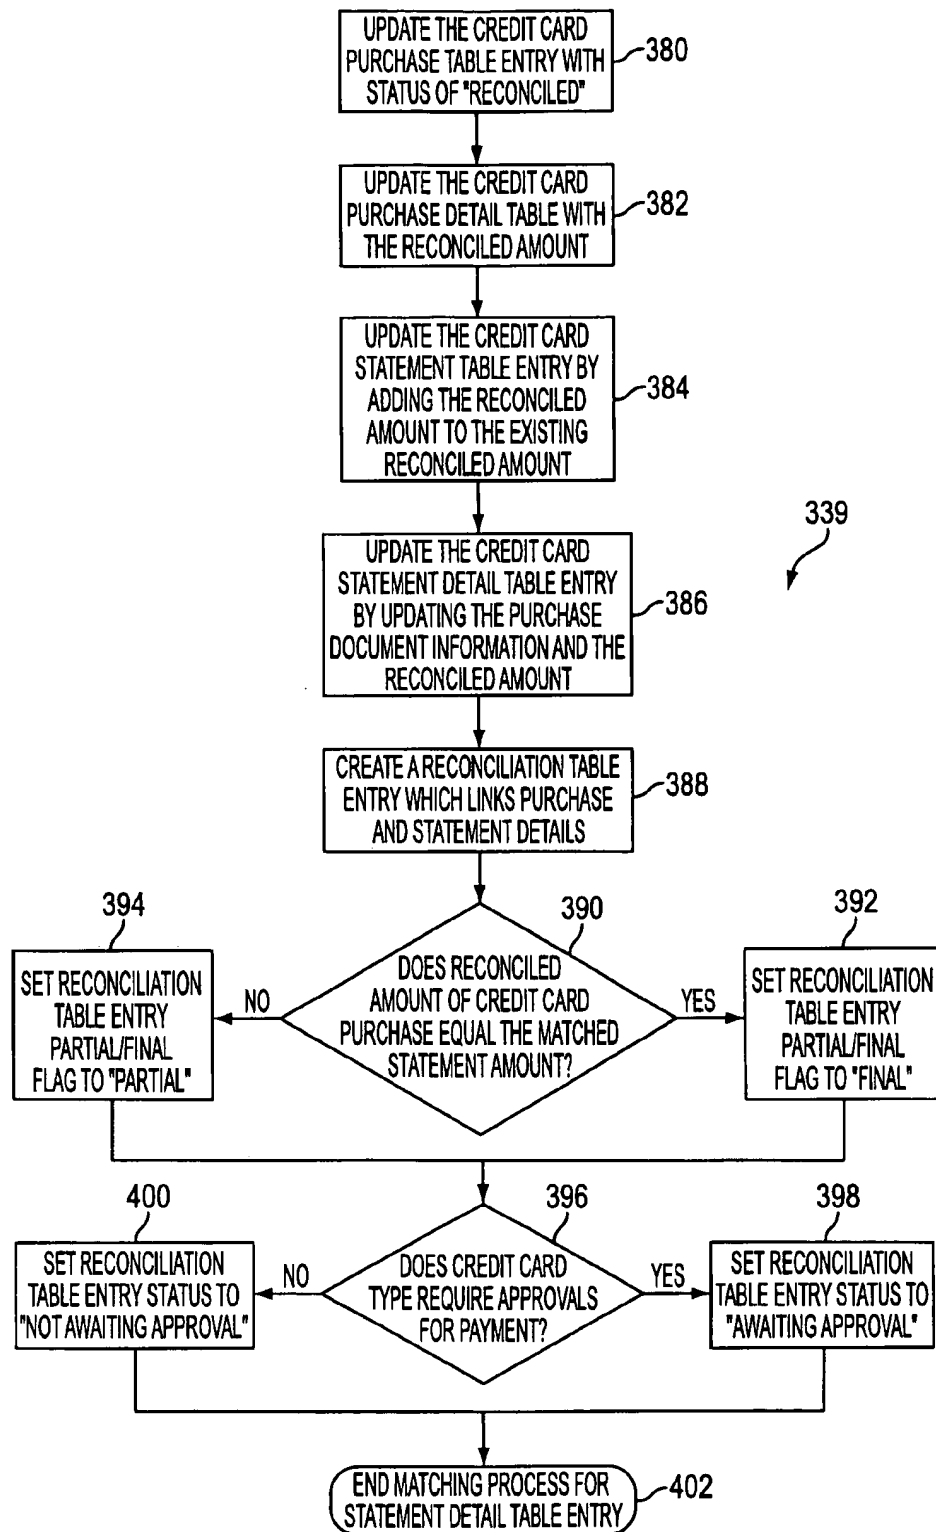 UPDATE THE CREDIT CARD
PURCHASE TABLE ENTRY WITH
STATUS OF "RECONCILED"
380
UPDATE THE CREDIT CARD
PURCHASE DETAIL TABLE WITH
THE RECONCILED AMOUNT
382
UPDATE THE CREDIT CARD
STATEMENT TABLE ENTRY BY
ADDING THE RECONCILED
AMOUNT TO THE EXISTING
RECONCILED AMOUNT
384
339
UPDATE THE CREDIT CARD
STATEMENT DETAIL TABLE ENTRY
BY UPDATING THE PURCHASE
DOCUMENT INFORMATION AND THE
RECONCILED AMOUNT
386
CREATE A RECONCILIATION TABLE
ENTRY WHICH LINKS PURCHASE
AND STATEMENT DETAILS
388
394
SET RECONCILIATION
TABLE ENTRY
PARTIAL/FINAL
FLAG TO "PARTIAL"
NO
390
DOES RECONCILED
AMOUNT OF CREDIT CARD
PURCHASE EQUAL THE MATCHED
STATEMENT AMOUNT?
YES
392
SET RECONCILIATION
TABLE ENTRY
PARTIAL/FINAL
FLAG TO "FINAL"
400
SET RECONCILIATION
TABLE ENTRY STATUS TO
"NOT AWAITING APPROVAL"
NO
396
DOES CREDIT CARD
TYPE REQUIRE APPROVALS
FOR PAYMENT?
YES
398
SET RECONCILIATION
TABLE ENTRY STATUS TO
"AWAITING APPROVAL"
END MATCHING PROCESS FOR
STATEMENT DETAIL TABLE ENTRY
402